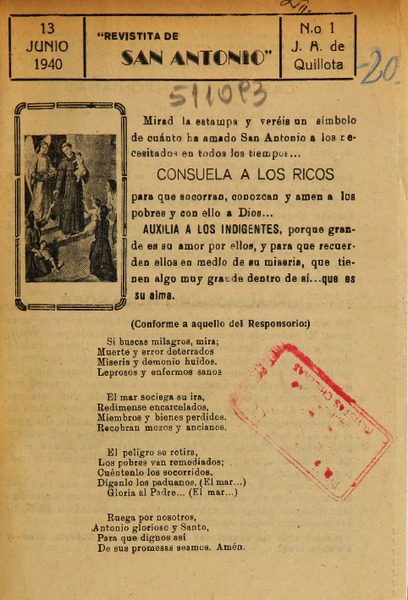 13
JUNIO
1940
"REVISTITA DE
SAN ANTONIO"
N.o 1
J. A. de
Quillota
-20.
511093
Mirad la estampa y veréis un símbolo
de cuánto ha amado San Antonio a los ne-
cesitados en todos los tiempos...
CONSUELA A LOS RICOS
para que socorran, conozcan y amen a los
pobres y con ello a Dios...
AUXILIA A LOS INDIGENTES, porque gran-
de es su amor por ellos, y para que recuer-
den ellos en medio de su miseria, que tie-
nen algo muy grande dentro de sí...que es
su alma.
(Conforme a aquello del Responsorio:)
Si buscas milagros, mira;
Muerte y error deterrados
Miseria y demonio huídos.
Leprosos y enfermos sanos
El mar sociega su ira,
Redímense encarcelados,
Miembros y bienes perdidos.
Recobran mozos y ancianos.
El peligro se retira,
Los pobres van remediados;
Cuéntenlo los socorridos.
Díganlo los paduanos. (El mar...)
Gloria al Padre... (El mar...)
Ruega por nosotros,
Antonio glorioso y Santo,
Para que dignos así
De sus promesas seamos. Amén.
REVISTAS CHILENAS